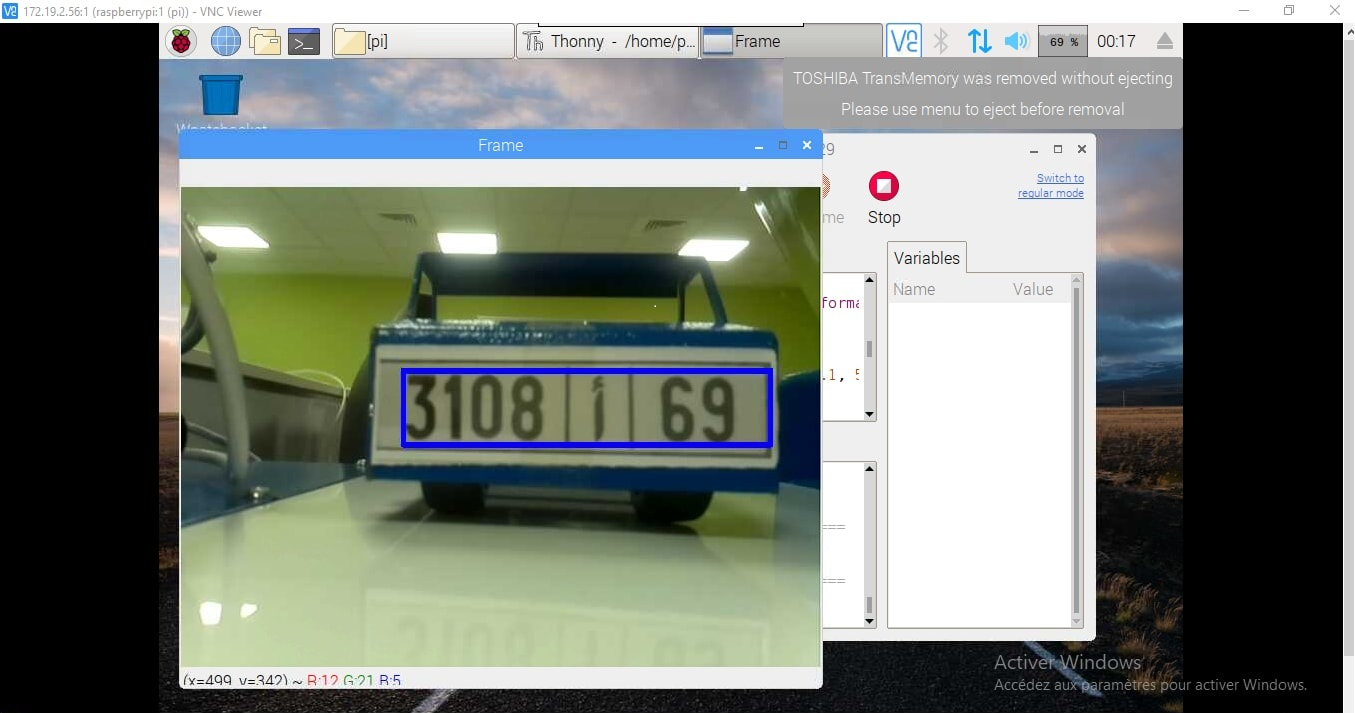 172.19.2.56:1 (raspberrypi:1 (pi)) - VNC Viewer
[pi]
Thonny - /home/p...
Frame
69 %
00:17
TOSHIBA TransMemory was removed without ejecting
Please use menu to eject before removal
Wastebasket
Frame
29
Switch to
regular mode
me
Stop
Variables
Name Value
forma
.1, 5
3108 أ 69
===
===
(x=499, y=342) ~ R:12 G:21 B:5
Activer Windows
Accédez aux paramètres pour activer Windows.